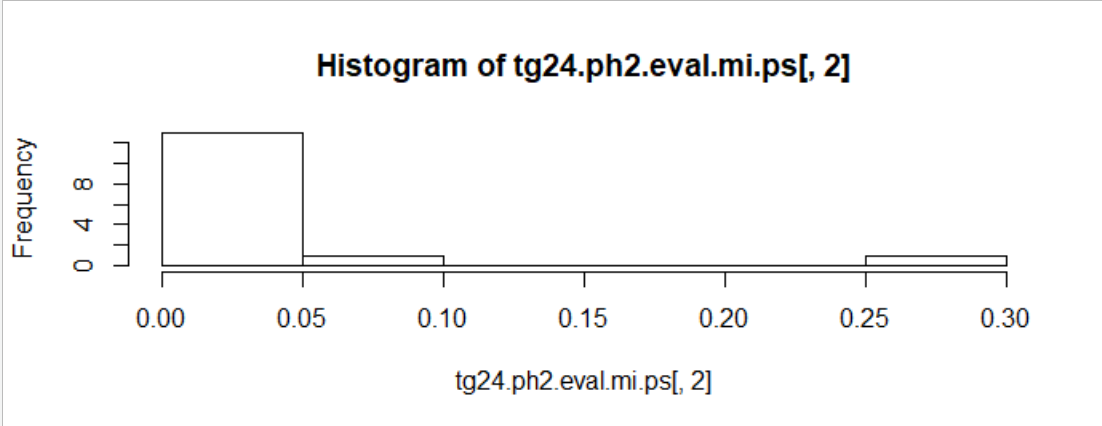 Histogram of tg24.ph2.eval.mi.ps[, 2]
Frequency
8
4
0
0.00 0.05 0.10 0.15 0.20 0.25 0.30
tg24.ph2.eval.mi.ps[, 2]